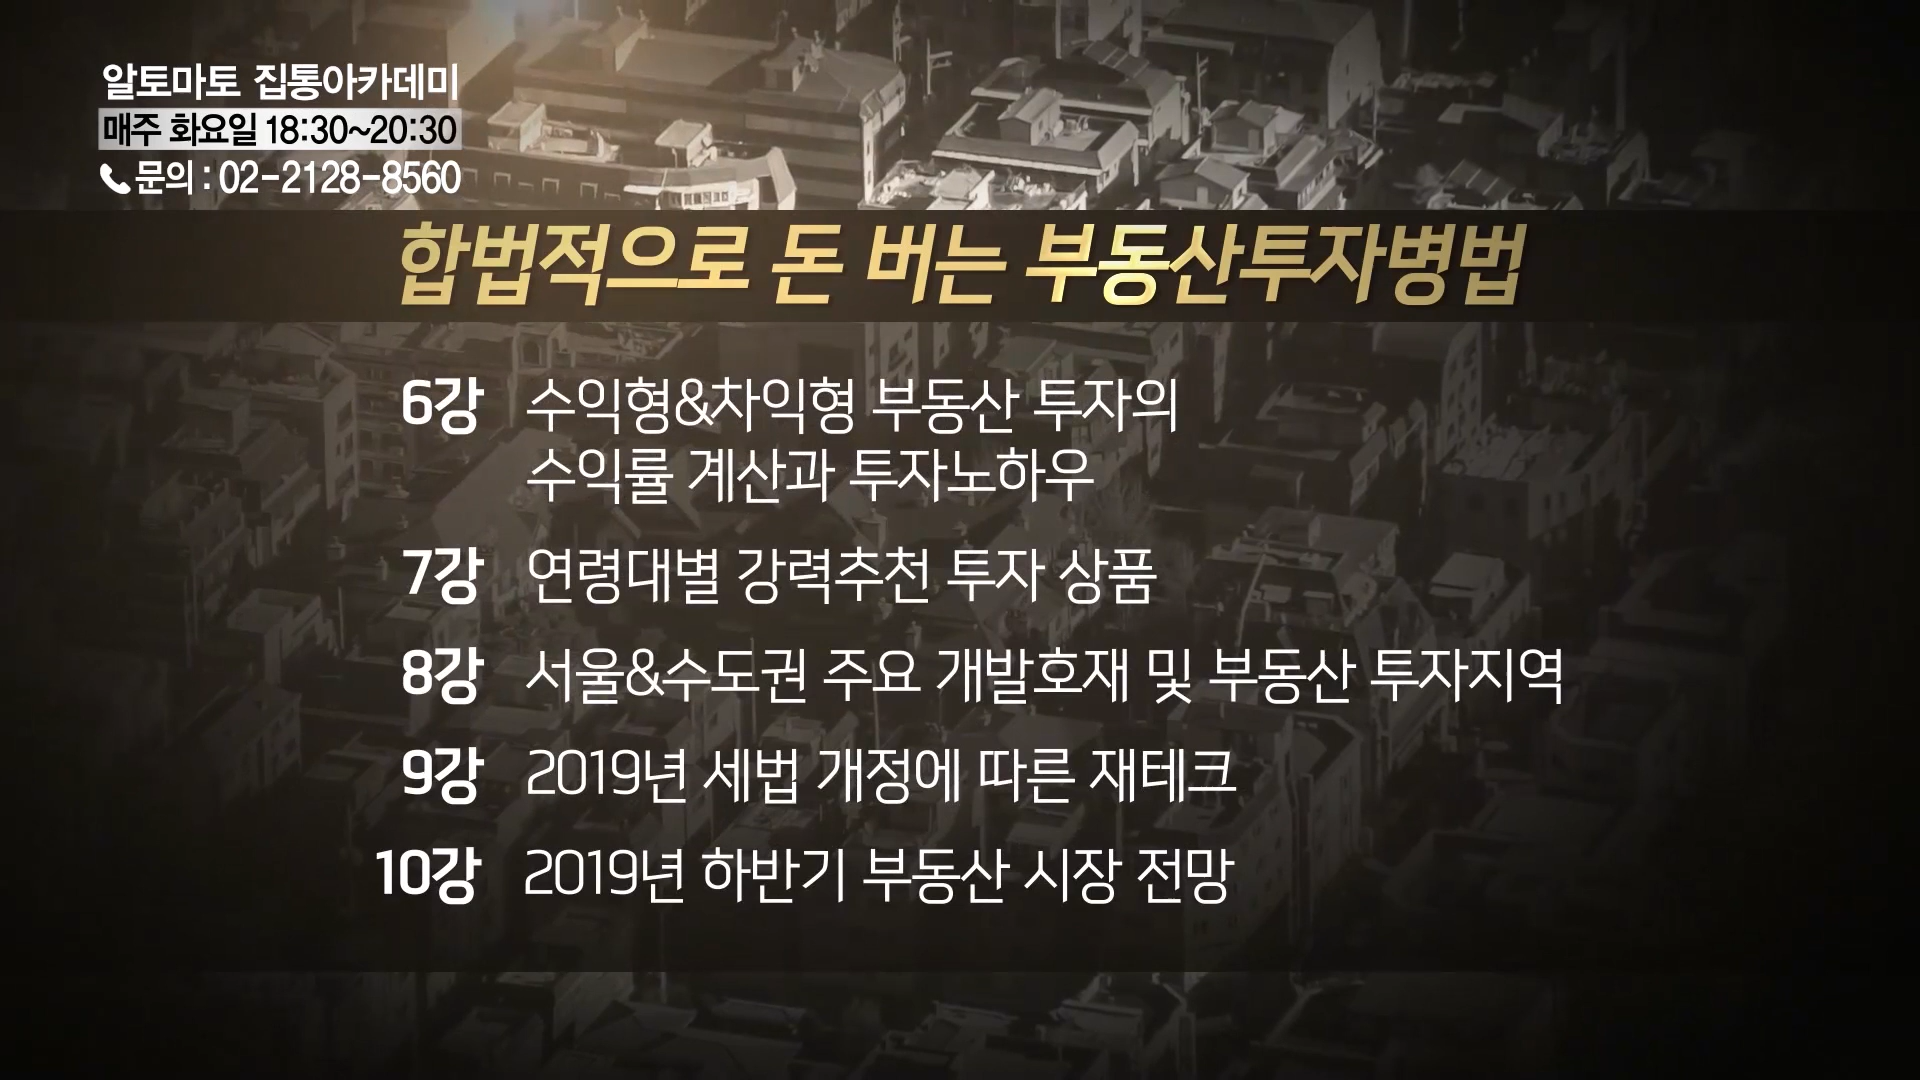 알토마토 집통아카데미
매주 화요일 18:30~20:30
문의 : 02-2128-8560
합법적으로 돈 버는 부동산투자병법
6강 수익형&차익형 부동산 투자의
수익률 계산과 투자노하우
7강 연령대별 강력추천 투자 상품
8강 서울&수도권 주요 개발호재 및 부동산 투자지역
9강 2019년 세법 개정에 따른 재테크
10강 2019년 하반기 부동산 시장 전망